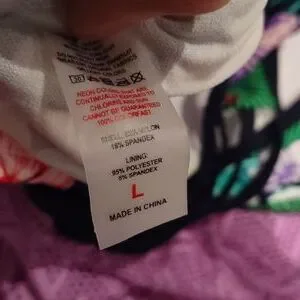 30
NEON COLORS THAT ARE
CONTINUALLY EXPOSED TO
CHLORINE AND SUN
CANNOT BE GUARANTEED
100% COLORFAST
SHELL: 82% NYLON
18% SPANDEX
LINING:
95% POLYESTER
5% SPANDEX
L
MADE IN CHINA